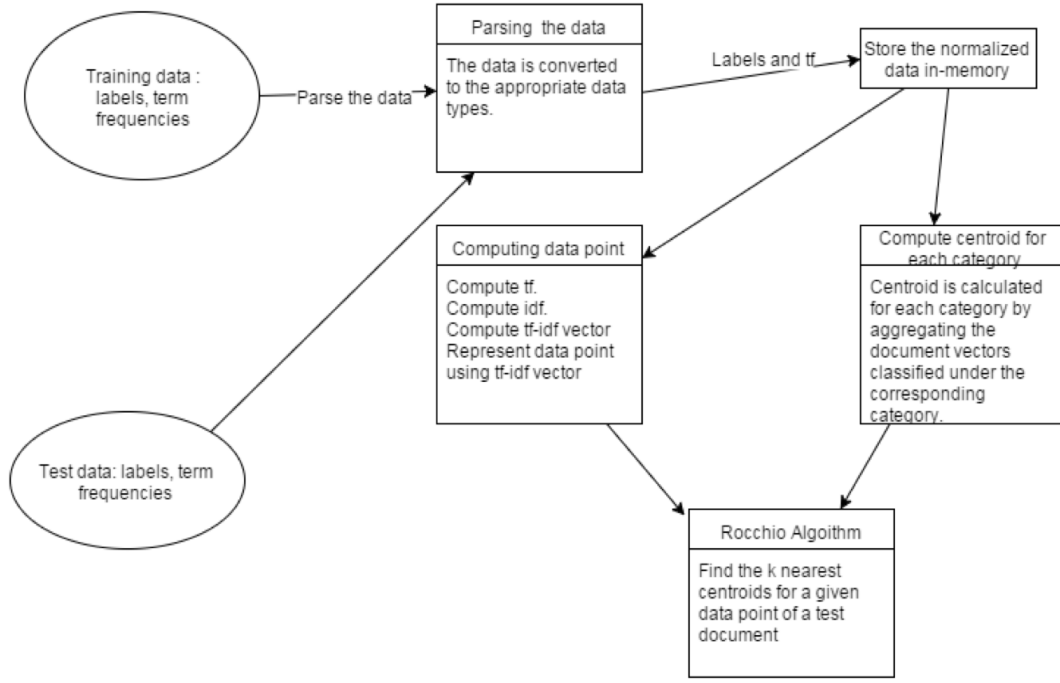 Training data :
labels, term
frequencies
Parse the data
Parsing the data
The data is converted
to the appropriate data
types.
Labels and tf
Store the normalized
data in-memory
Computing data point
Compute tf.
Compute idf.
Compute tf-idf vector
Represent data point
using tf-idf vector
Compute centroid for
each category
Centroid is calculated
for each category by
aggregating the
document vectors
classified under the
corresponding
category.
Test data: labels, term
frequencies
Rocchio Algoithm
Find the k nearest
centroids for a given
data point of a test
document